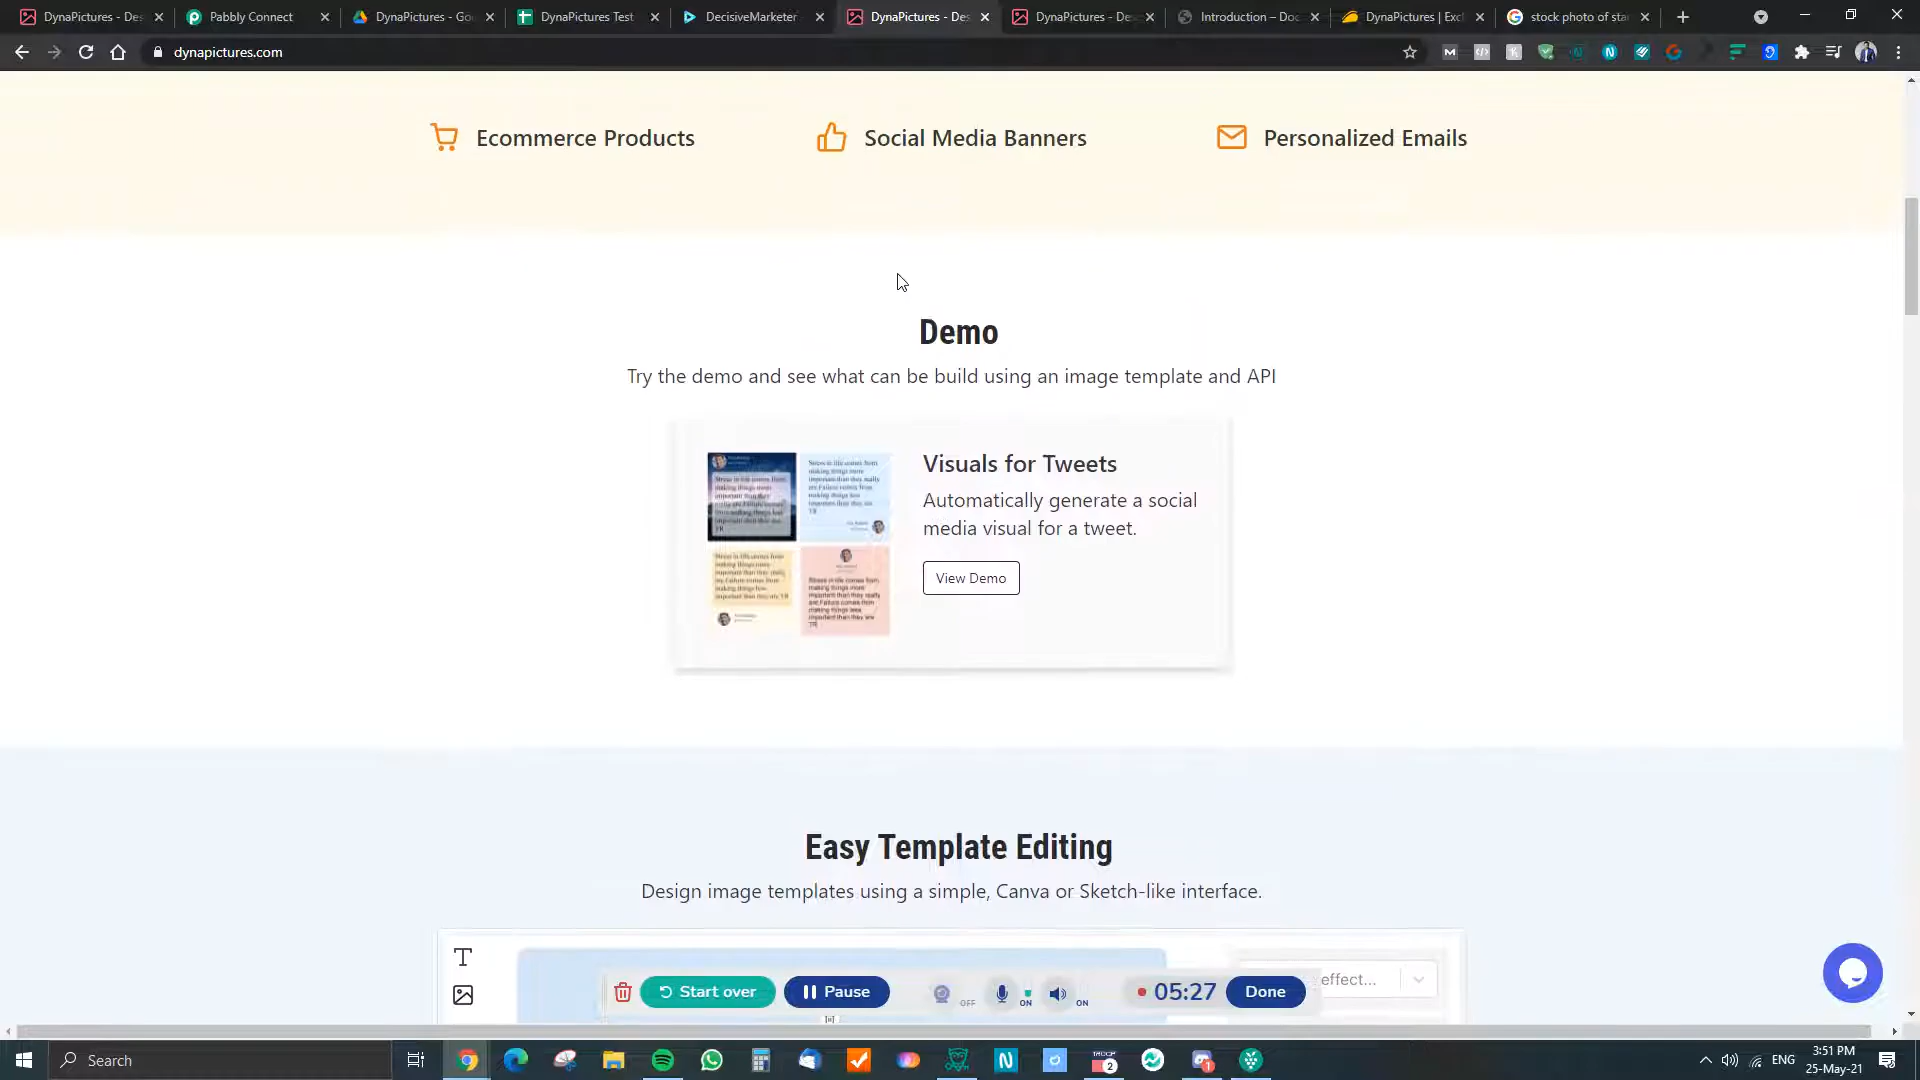 DynaPictures - Des
Pabbly Connect
DynaPictures - Goo
DynaPictures Test
DecisiveMarketer
DynaPictures - Des
DynaPictures - Des
Introduction – Doc
DynaPictures | Excl
stock photo of star
dynapictures.com
Ecommerce Products
Social Media Banners
Personalized Emails
Demo
Try the demo and see what can be build using an image template and API
Visuals for Tweets
Automatically generate a social
media visual for a tweet.
View Demo
Easy Template Editing
Design image templates using a simple, Canva or Sketch-like interface.
effect...
Start over
Pause
OFF
ON
ON
05:27
Done
Search
ENG
3:51 PM
25-May-21